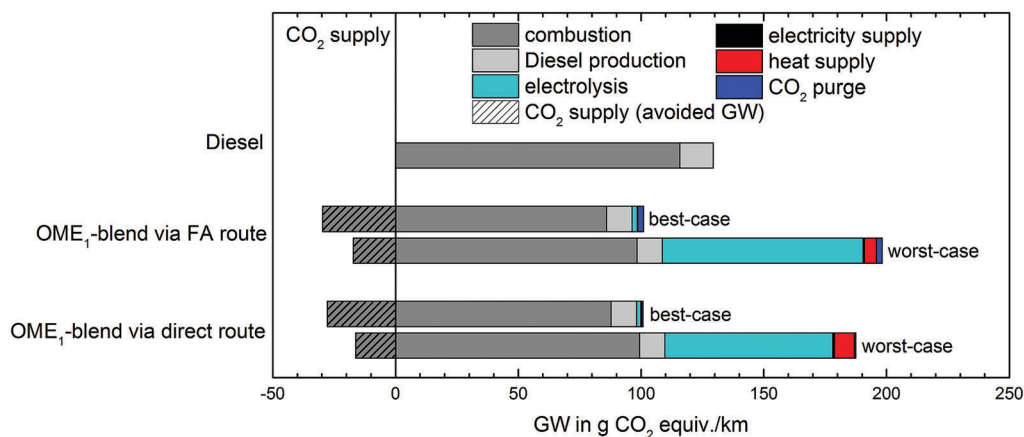 CO₂ supply
combustion
Diesel production
electrolysis
CO₂ supply (avoided GW)
electricity supply
heat supply
CO₂ purge
Diesel
OME₁-blend via FA route
best-case
worst-case
OME₁-blend via direct route
best-case
worst-case
-50 0 50 100 150 200 250
GW in g CO₂ equiv./km